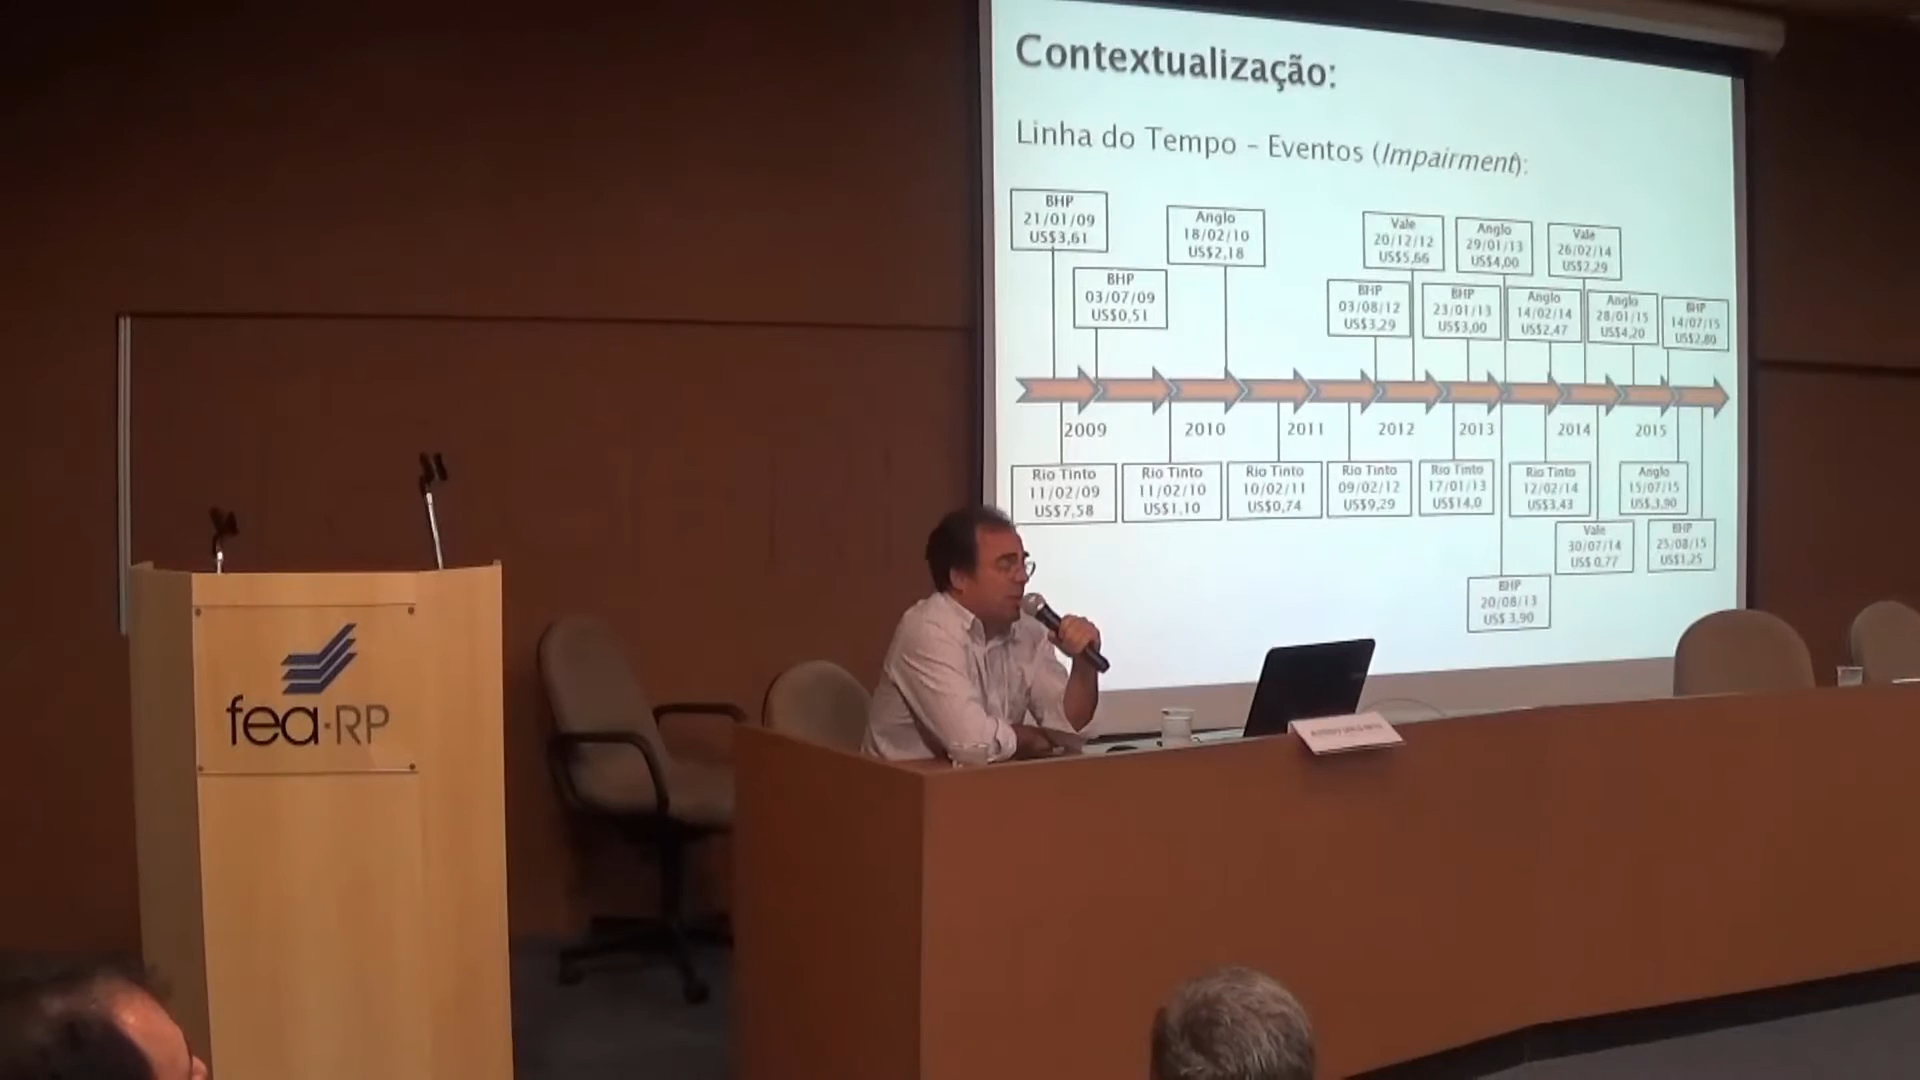 Contextualização:
Linha do Tempo – Eventos (Impairment):
BHP
21/01/09
US$3,61
BHP
03/07/09
US$0,51
Anglo
18/02/10
US$2,18
BHP
03/08/12
US$3,29
Vale
20/12/12
US$5,66
BHP
23/01/13
US$3,00
Anglo
29/01/13
US$4,00
Anglo
14/02/14
US$2,47
Vale
26/02/14
US$2,29
Anglo
28/01/15
US$4,20
BHP
14/07/15
US$2,80
2009
2010
2011
2012
2013
2014
2015
Rio Tinto
11/02/09
US$7,58
Rio Tinto
11/02/10
US$1,10
Rio Tinto
10/02/11
US$0,74
Rio Tinto
09/02/12
US$9,29
Rio Tinto
17/01/13
US$14,0
BHP
20/08/13
US$ 3,90
Rio Tinto
12/02/14
US$3,43
Vale
30/07/14
US$ 0,77
Anglo
15/07/15
US$3,90
BHP
25/08/15
US$1,25
fea-RP